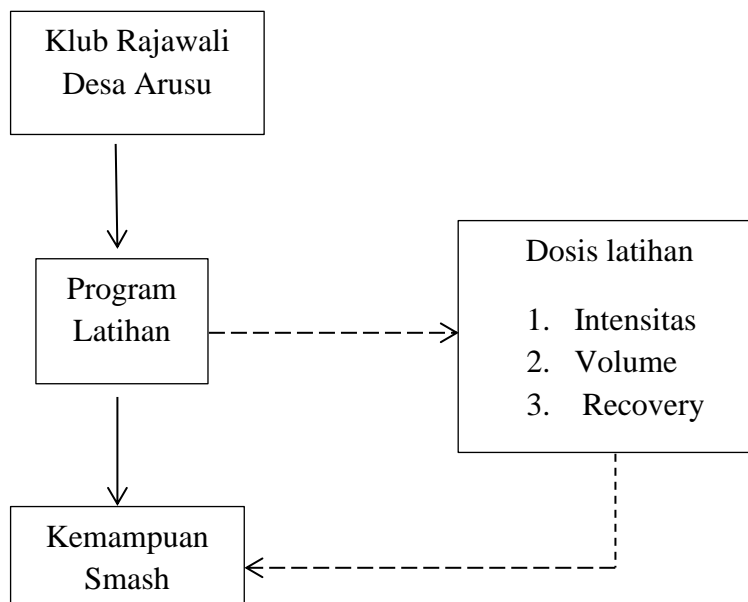 Klub Rajawali
Desa Arusu
Program
Latihan
Dosis latihan
1. Intensitas
2. Volume
3. Recovery
Kemampuan
Smash